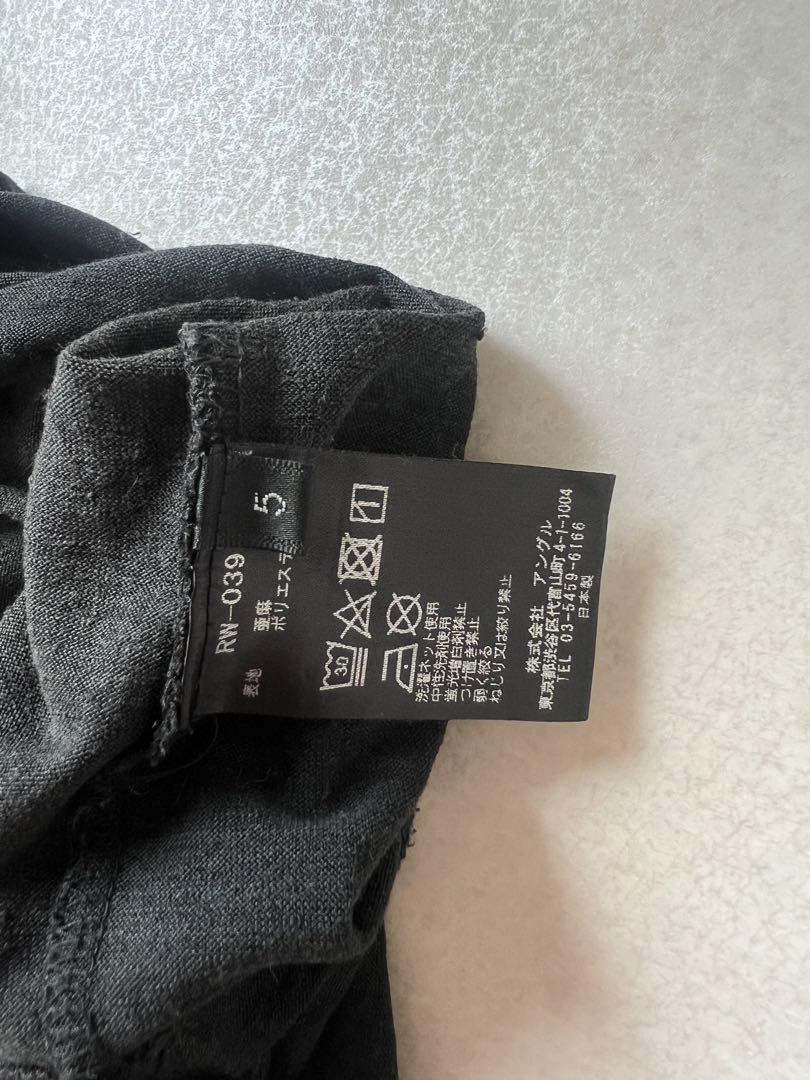 5
RW-039
表地
亜麻
ポリエステ
30
洗濯ネット使用
中性洗剤使用
蛍光増白剤禁止
つけ置き禁止
弱く絞る
ねじり又は絞り禁止
株式会社 アングル
東京都渋谷区代官山町4-1-1004
TEL 03-5459-6166
日本製